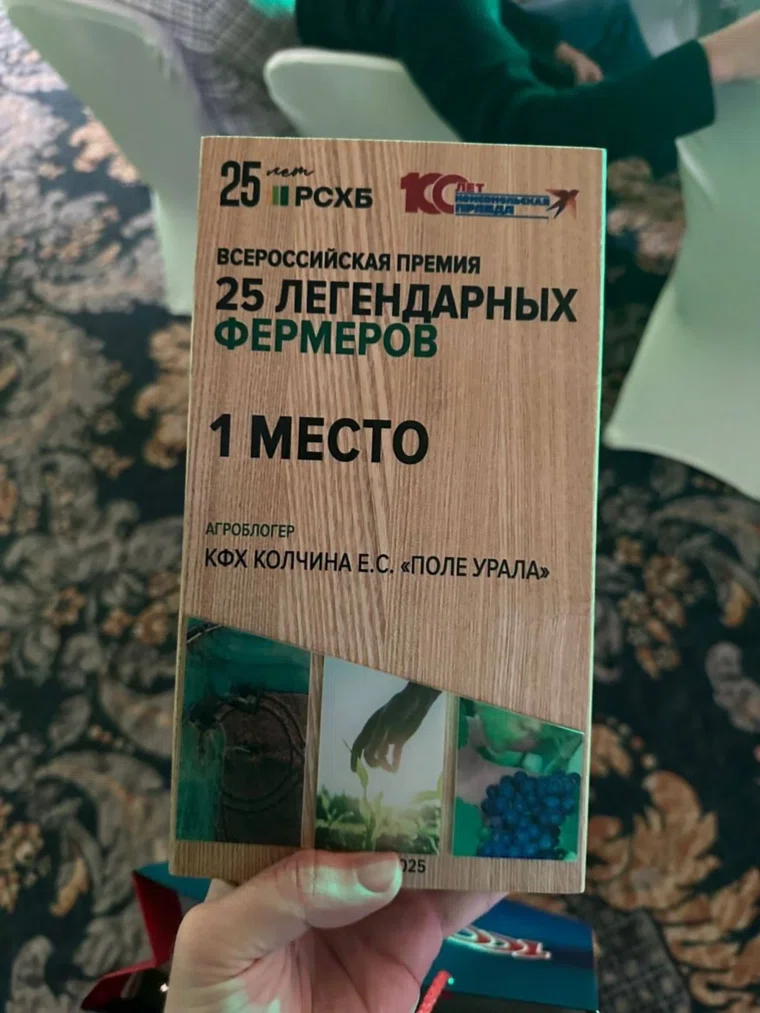 25 лет
РСХБ
100 ЛЕТ
КОМСОМОЛЬСКАЯ
ПРАВДА
ВСЕРОССИЙСКАЯ ПРЕМИЯ
25 ЛЕГЕНДАРНЫХ
ФЕРМЕРОВ
1 МЕСТО
АГРОБЛОГЕР
КФХ КОЛЧИНА Е.С. «ПОЛЕ УРАЛА»
025